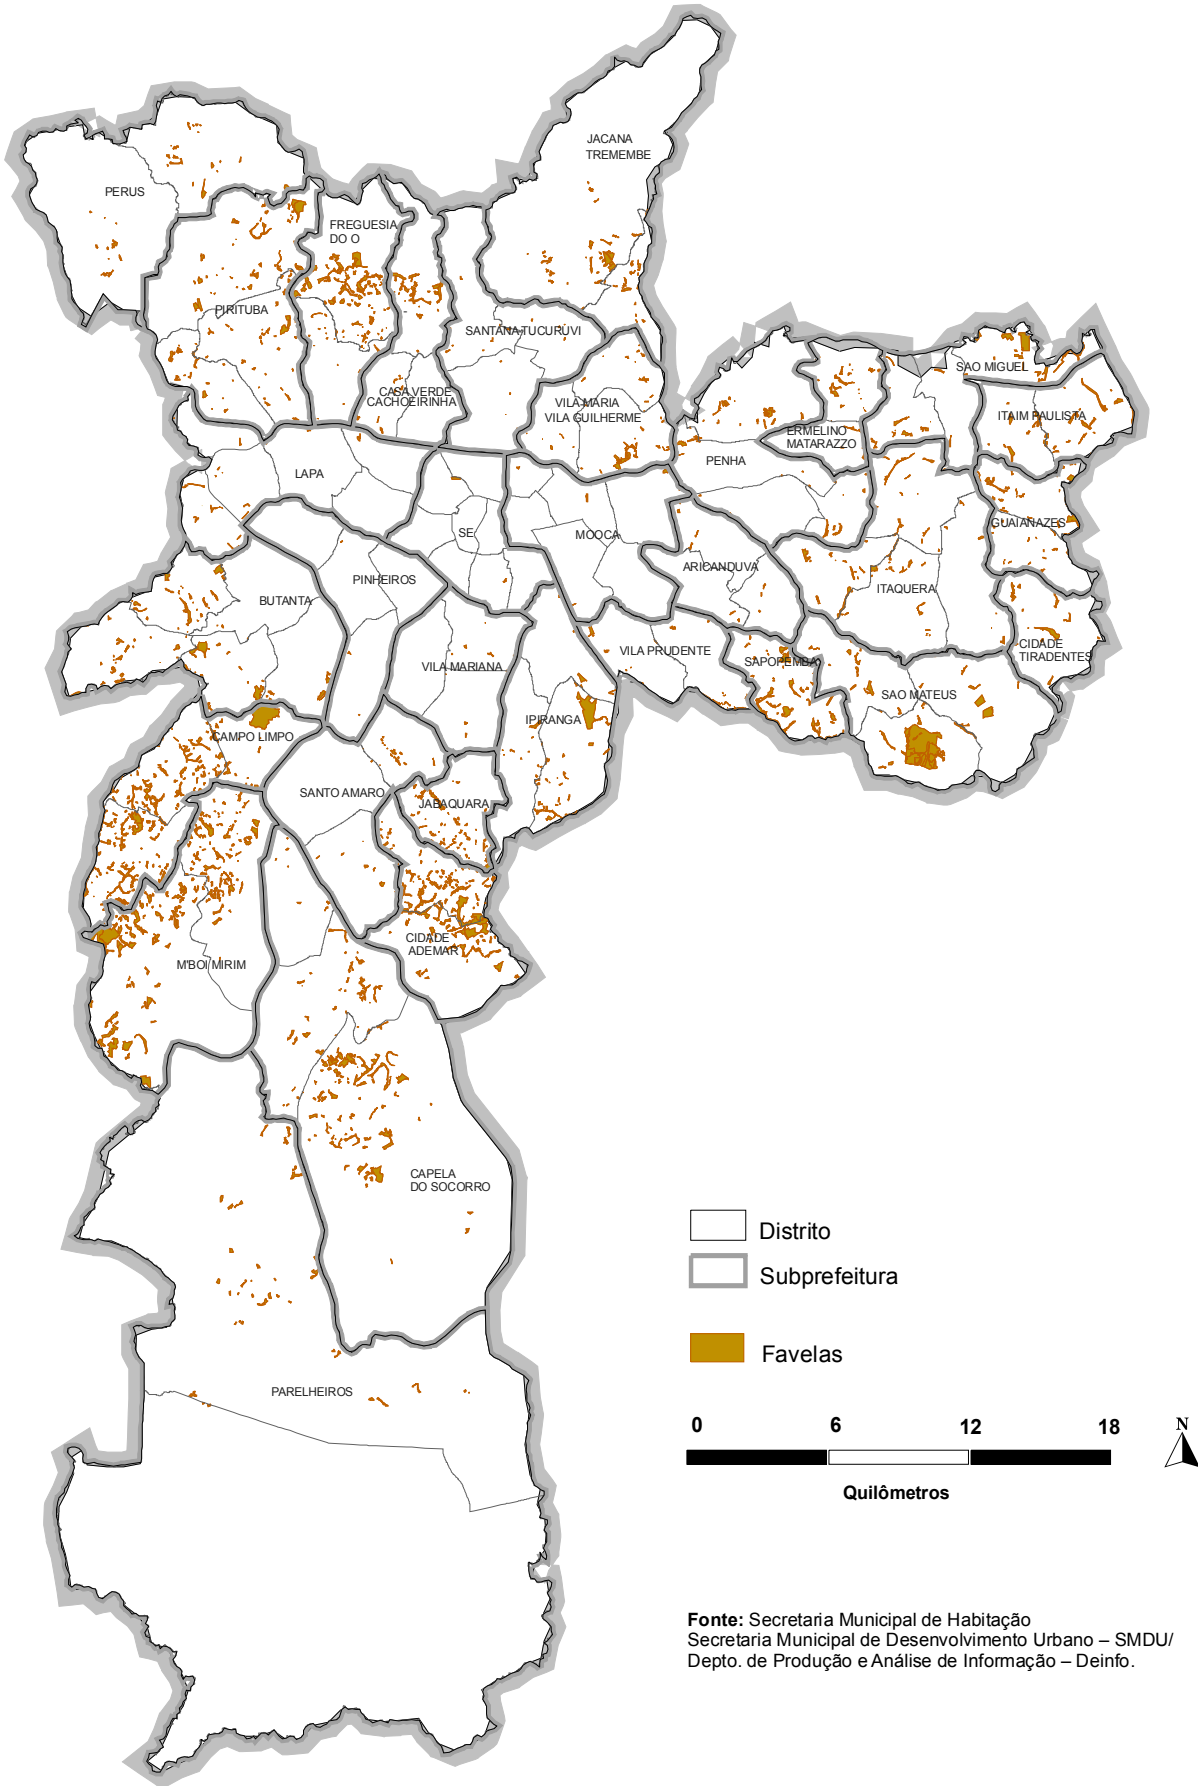 JACANA
TREMEMBE
PERUS
FREGUESIA
DO O
PIRITUBA
SANTANA-TUCURUVI
SAO MIGUEL
CASA VERDE
CACHOEIRINHA
VILA MARIA
VILA GUILHERME
ITAIM PAULISTA
ERMELINO
MATARAZZO
PENHA
LAPA
SE
MOOCA
GUAIANAZES
ARICANDUVA
PINHEIROS
ITAQUERA
BUTANTA
CIDADE
TIRADENTES
VILA PRUDENTE
SAPOPEMBA
VILA MARIANA
SAO MATEUS
IPIRANGA
CAMPO LIMPO
SANTO AMARO
JABAQUARA
CIDADE
ADEMAR
M'BOI MIRIM
CAPELA
DO SOCORRO
PARELHEIROS
Distrito
Subprefeitura
Favelas
0 6 12 18
N
Quilômetros
Fonte: Secretaria Municipal de Habitação
Secretaria Municipal de Desenvolvimento Urbano – SMDU/
Depto. de Produção e Análise de Informação – Deinfo.